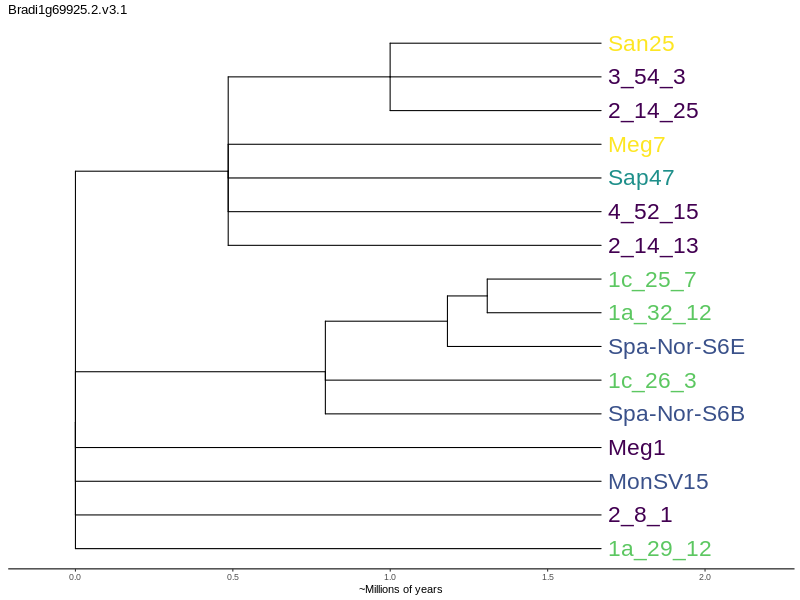 Bradi1g69925.2.v3.1
San25
3_54_3
2_14_25
Meg7
Sap47
4_52_15
2_14_13
1c_25_7
1a_32_12
Spa-Nor-S6E
1c_26_3
Spa-Nor-S6B
Meg1
MonSV15
2_8_1
1a_29_12
0.0 0.5 1.0 1.5 2.0
~Millions of years